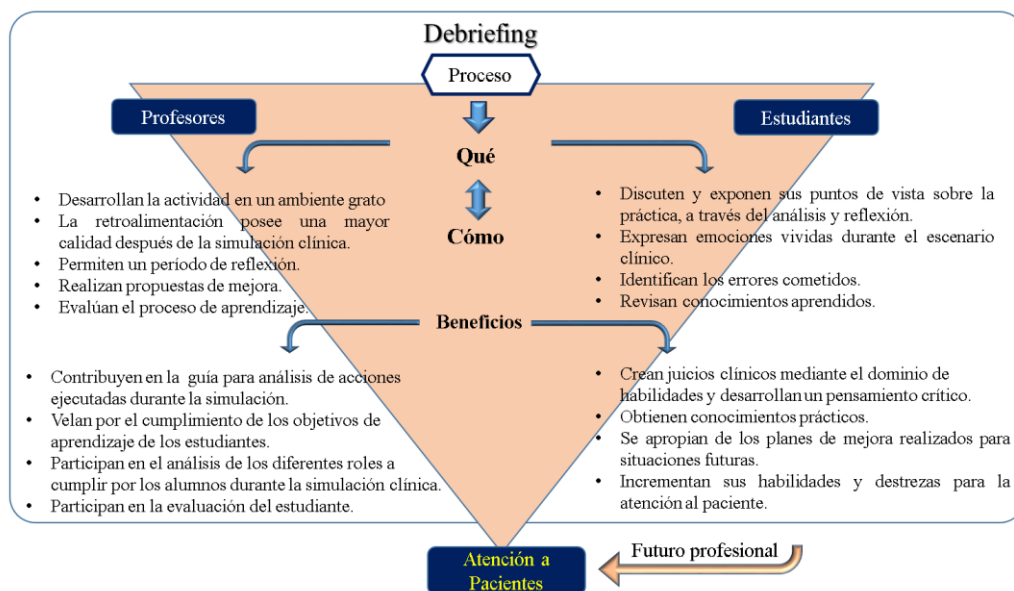 Debriefing
Proceso
Profesores
Estudiantes
Qué
Cómo
• Desarrollan la actividad en un ambiente grato
• La retroalimentación posee una mayor
calidad después de la simulación clínica.
• Permiten un período de reflexión.
• Realizan propuestas de mejora.
• Evalúan el proceso de aprendizaje.
• Discuten y exponen sus puntos de vista sobre la
práctica, a través del análisis y reflexión.
• Expresan emociones vividas durante el escenario
clínico.
• Identifican los errores cometidos.
• Revisan conocimientos aprendidos.
Beneficios
• Contribuyen en la guía para análisis de acciones
ejecutadas durante la simulación.
• Velan por el cumplimiento de los objetivos de
aprendizaje de los estudiantes.
• Participan en el análisis de los diferentes roles a
cumplir por los alumnos durante la simulación clínica.
• Participan en la evaluación del estudiante.
• Crean juicios clínicos mediante el dominio de
habilidades y desarrollan un pensamiento crítico.
• Obtienen conocimientos prácticos.
• Se apropian de los planes de mejora realizados para
situaciones futuras.
• Incrementan sus habilidades y destrezas para la
atención al paciente.
Atención a
Pacientes
Futuro profesional